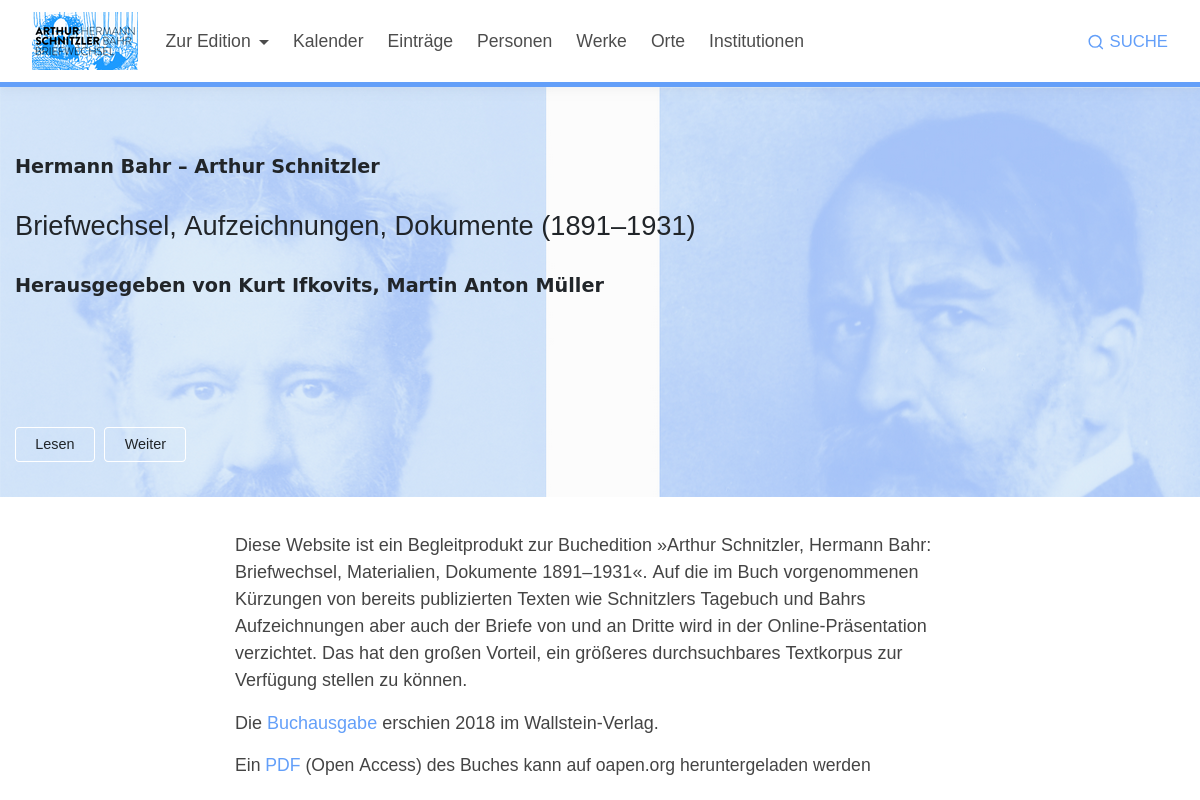 ARTHUR HERMANN
SCHNITZLER/BAHR
BRIEFWECHSEL
Zur Edition
Kalender
Einträge
Personen
Werke
Orte
Institutionen
SUCHE
Hermann Bahr – Arthur Schnitzler
Briefwechsel, Aufzeichnungen, Dokumente (1891–1931)
Herausgegeben von Kurt Ifkovits, Martin Anton Müller
Lesen
Weiter
Diese Website ist ein Begleitprodukt zur Buchedition »Arthur Schnitzler, Hermann Bahr:
Briefwechsel, Materialien, Dokumente 1891–1931«. Auf die im Buch vorgenommenen
Kürzungen von bereits publizierten Texten wie Schnitzlers Tagebuch und Bahrs
Aufzeichnungen aber auch der Briefe von und an Dritte wird in der Online-Präsentation
verzichtet. Das hat den großen Vorteil, ein größeres durchsuchbares Textkorpus zur
Verfügung stellen zu können.
Die Buchausgabe erschien 2018 im Wallstein-Verlag.
Ein PDF (Open Access) des Buches kann auf oapen.org heruntergeladen werden